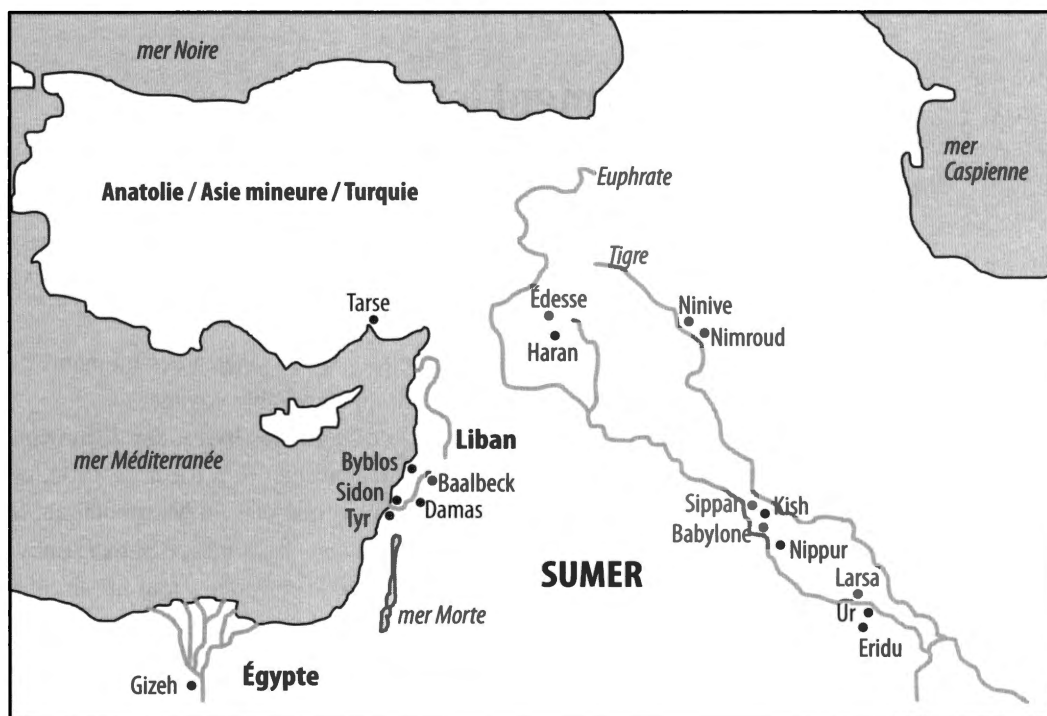 mer Noire
mer
Caspienne
Euphrate
Anatolie / Asie mineure / Turquie
Tigre
Édesse
Ninive
Tarse
Nimroud
Haran
Liban
mer Méditerranée
Byblos
Baalbeck
Sidon
Damas
Sippar
Kish
Tyr
Babylone
Nippur
SUMER
Larsa
mer Morte
Ur
Eridu
Égypte
Gizeh